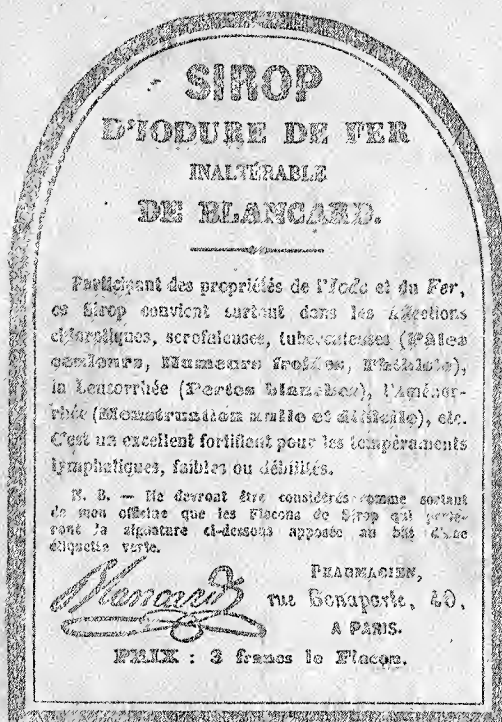 SIROP
D'IODURE DE FER
INALTÉRABLE
DE BLANCARD.
Participant des propriétés de l'Iode et du Fer,
ce Sirop convient surtout dans les Affections
chlorotiques, scrofuleuses, tuberculeuses (Pâles
couleurs, Humeurs froides, Phthisie),
la Leucorrhée (Pertes blanches), l'Aménor-
rhée (Menstruation nulle et difficile), etc.
C'est un excellent fortifiant pour les tempéraments
lymphatiques, faibles ou débilités.
N. B. — Ne devront être considérés comme sortant
de mon officine que les Flacons de Sirop qui porte-
ront la signature ci-dessous apposée au bas d'une
étiquette verte.
Blancard
PHARMACIEN,
rue Bonaparte, 40,
A PARIS.
PRIX : 3 francs le Flacon.